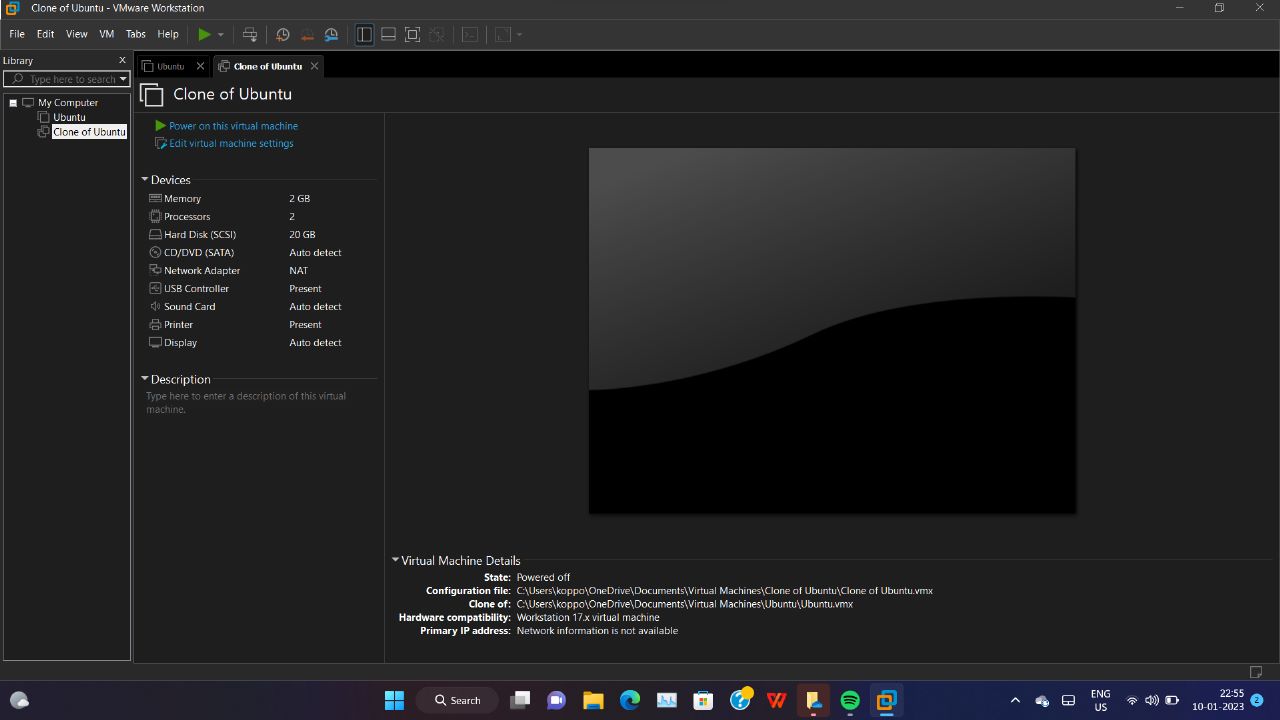 Clone of Ubuntu - VMware Workstation
File Edit View VM Tabs Help
Library
Type here to search
My Computer
Ubuntu
Clone of Ubuntu
Ubuntu
Clone of Ubuntu
Clone of Ubuntu
Power on this virtual machine
Edit virtual machine settings
Devices
Memory 2 GB
Processors 2
Hard Disk (SCSI) 20 GB
CD/DVD (SATA) Auto detect
Network Adapter NAT
USB Controller Present
Sound Card Auto detect
Printer Present
Display Auto detect
Description
Type here to enter a description of this virtual
machine.
Virtual Machine Details
State: Powered off
Configuration file: C:\Users\koppo\OneDrive\Documents\Virtual Machines\Clone of Ubuntu\Clone of Ubuntu.vmx
Clone of: C:\Users\koppo\OneDrive\Documents\Virtual Machines\Ubuntu\Ubuntu.vmx
Hardware compatibility: Workstation 17.x virtual machine
Primary IP address: Network information is not available
Search
ENG
US
22:55
10-01-2023
2